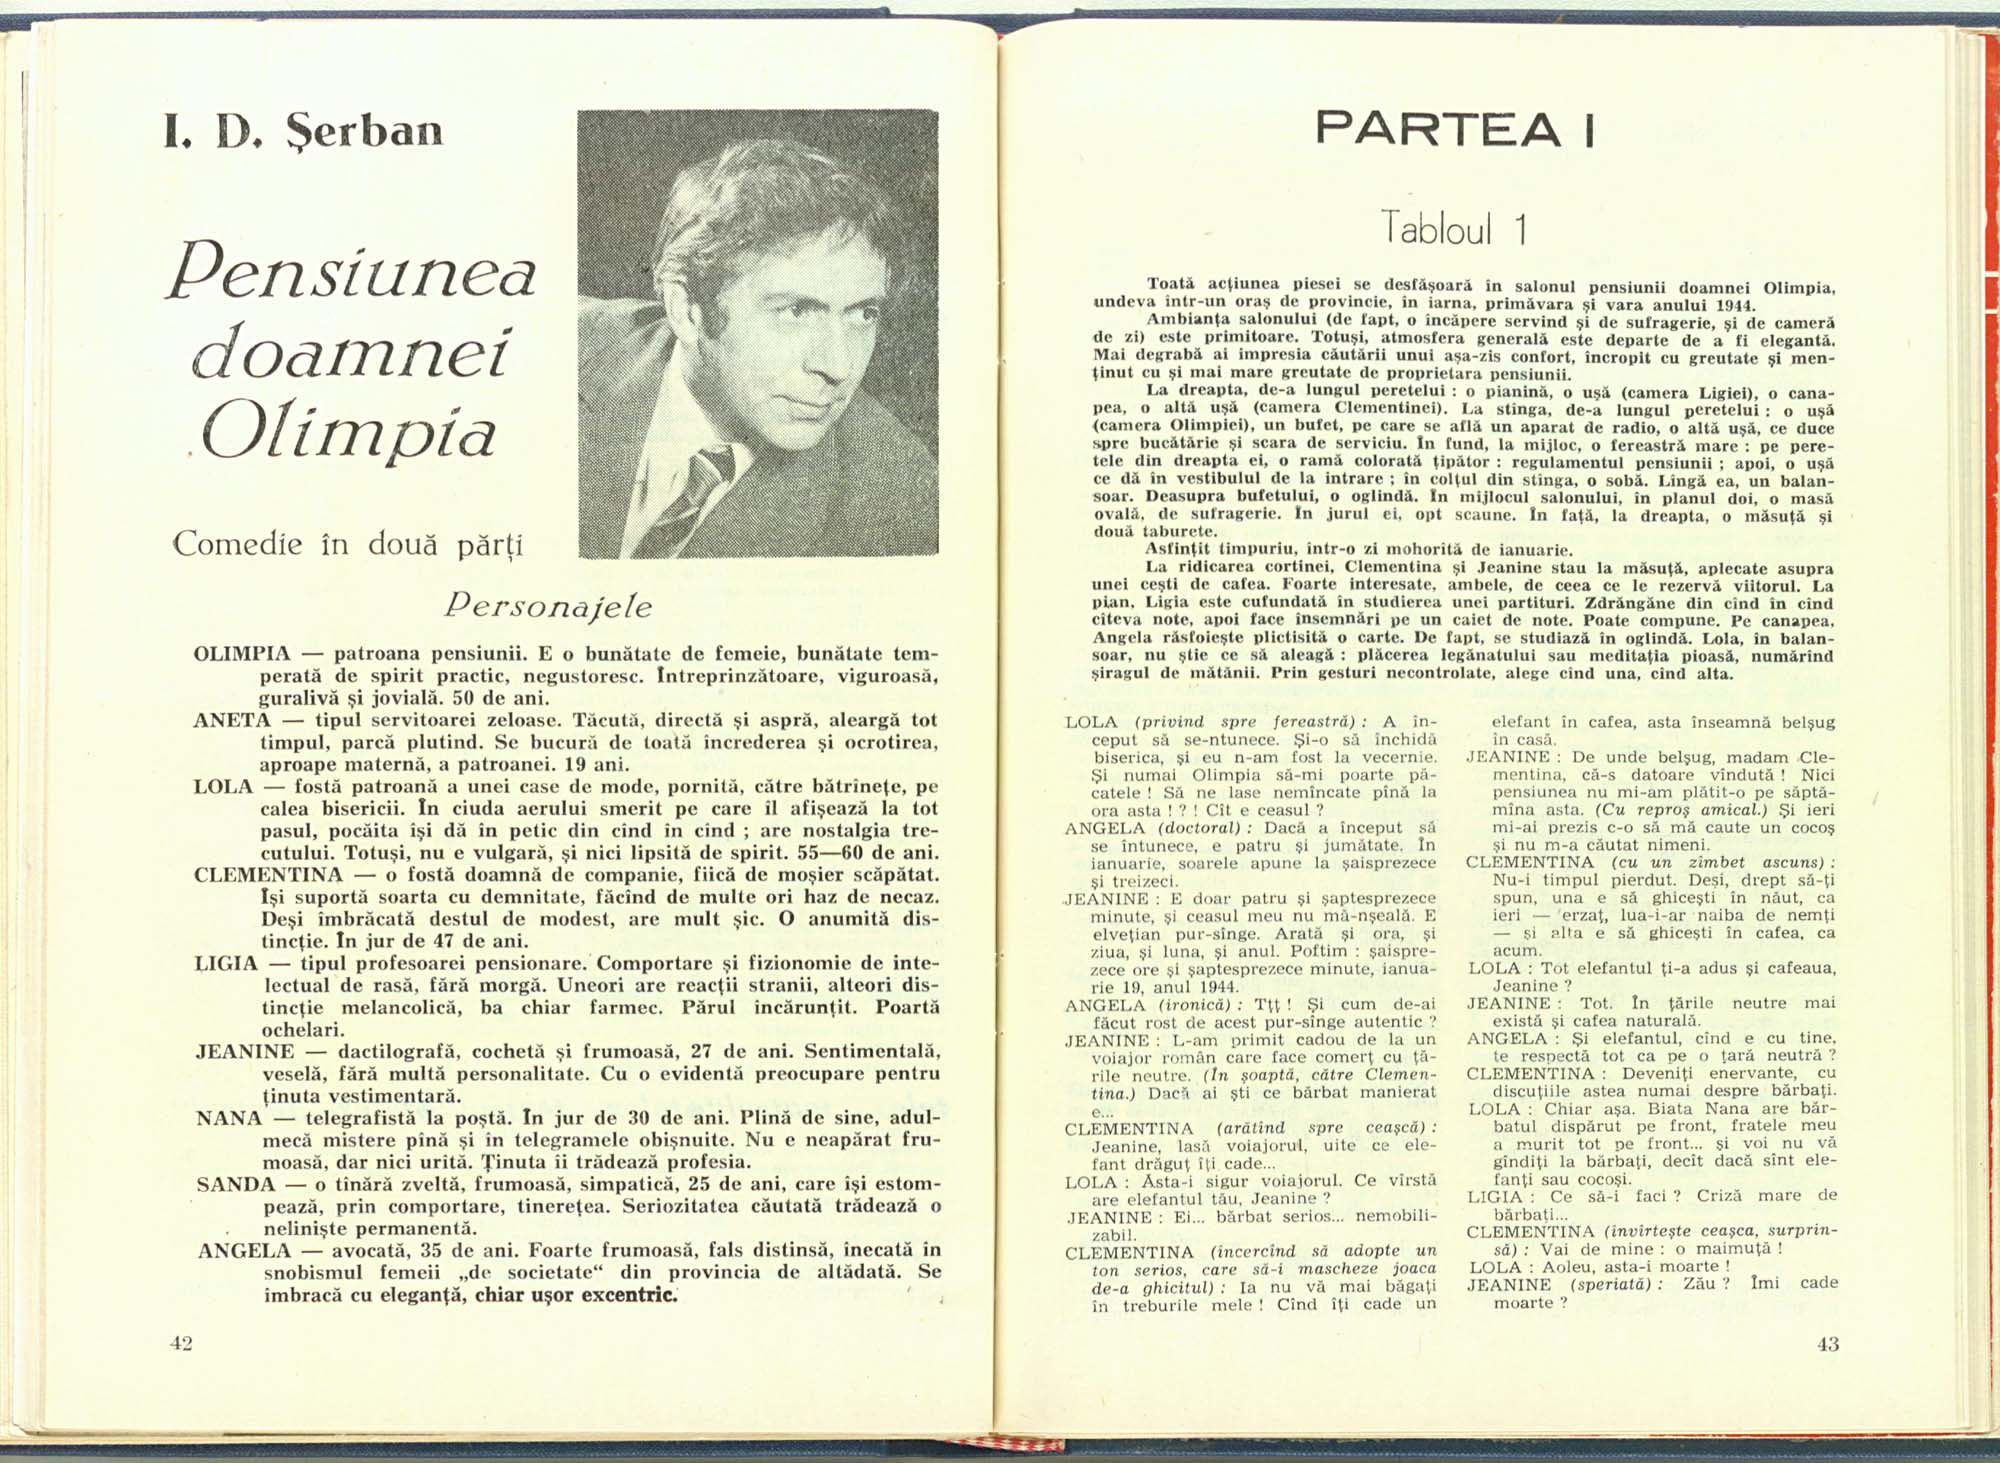 I. D. Şerban
Pensiunea
doamnei
Olimpia
Comedie în două părţi
Personajele
OLIMPIA — patroana pensiunii. E o bunătate de femeie, bunătate tem-
perată de spirit practic, negustoresc. Întreprinzătoare, viguroasă,
guralivă şi jovială. 50 de ani.
ANETA — tipul servitoarei zeloase. Tăcută, directă şi aspră, aleargă tot
timpul, parcă plutind. Se bucură de toată încrederea şi ocrotirea,
aproape maternă, a patroanei. 19 ani.
LOLA — fostă patroană a unei case de mode, pornită, către bătrîneţe, pe
calea bisericii. În ciuda aerului smerit pe care îl afişează la tot
pasul, pocăita îşi dă în petic din cînd în cînd ; are nostalgia tre-
cutului. Totuşi, nu e vulgară, şi nici lipsită de spirit. 55—60 de ani.
CLEMENTINA — o fostă doamnă de companie, fiică de moşier scăpătat.
Îşi suportă soarta cu demnitate, făcînd de multe ori haz de necaz.
Deşi îmbrăcată destul de modest, are mult şic. O anumită dis-
tincţie. În jur de 47 de ani.
LIGIA — tipul profesoarei pensionare. Comportare şi fizionomie de inte-
lectual de rasă, fără morgă. Uneori are reacţii stranii, alteori dis-
tincţie melancolică, ba chiar farmec. Părul încărunţit. Poartă
ochelari.
JEANINE — dactilografă, cochetă şi frumoasă, 27 de ani. Sentimentală,
veselă, fără multă personalitate. Cu o evidentă preocupare pentru
ţinuta vestimentară.
NANA — telegrafistă la poştă. În jur de 30 de ani. Plină de sine, adul-
mecă mistere pînă şi în telegramele obişnuite. Nu e neapărat fru-
moasă, dar nici urîtă. Ţinuta îi trădează profesia.
SANDA — o tînără zveltă, frumoasă, simpatică, 25 de ani, care îşi estom-
pează, prin comportare, tinereţea. Seriozitatea căutată trădează o
nelinişte permanentă.
ANGELA — avocată, 35 de ani. Foarte frumoasă, fals distinsă, înecată în
snobismul femeii „de societate“ din provincia de altădată. Se
îmbracă cu eleganţă, chiar uşor excentric.
42
PARTEA I
Tabloul 1
Toată acţiunea piesei se desfăşoară în salonul pensiunii doamnei Olimpia,
undeva într-un oraş de provincie, în iarna, primăvara şi vara anului 1944.
Ambianţa salonului (de fapt, o încăpere servind şi de sufragerie, şi de cameră
de zi) este primitoare. Totuşi, atmosfera generală este departe de a fi elegantă.
Mai degrabă ai impresia căutării unui aşa-zis confort, încropit cu greutate şi men-
ţinut cu şi mai mare greutate de proprietara pensiunii.
La dreapta, de-a lungul peretelui : o pianină, o uşă (camera Ligiei), o cana-
pea, o altă uşă (camera Clementinei). La stînga, de-a lungul peretelui : o uşă
(camera Olimpiei), un bufet, pe care se află un aparat de radio, o altă uşă, ce duce
spre bucătărie şi scara de serviciu. În fund, la mijloc, o fereastră mare : pe pere-
tele din dreapta ei, o ramă colorată ţipător : regulamentul pensiunii ; apoi, o uşă
ce dă în vestibulul de la intrare ; în colţul din stînga, o sobă. Lîngă ea, un balan-
soar. Deasupra bufetului, o oglindă. În mijlocul salonului, în planul doi, o masă
ovală, de sufragerie. În jurul ei, opt scaune. În faţă, la dreapta, o măsuţă şi
două taburete.
Asfinţit timpuriu, într-o zi mohorîtă de ianuarie.
La ridicarea cortinei, Clementina şi Jeanine stau la măsuţă, aplecate asupra
unei ceşti de cafea. Foarte interesate, ambele, de ceea ce le rezervă viitorul. La
pian, Ligia este cufundată în studierea unei partituri. Zdrăngăne din cînd în cînd
cîteva note, apoi face însemnări pe un caiet de note. Poate compune. Pe canapea,
Angela răsfoieşte plictisită o carte. De fapt, se studiază în oglindă. Lola, în balan-
soar, nu ştie ce să aleagă : plăcerea legănatului sau meditaţia pioasă, numărînd
şiragul de mătănii. Prin gesturi necontrolate, alege cînd una, cînd alta.
LOLA (privind spre fereastră) : A în-
ceput să se-ntunece. Şi-o să închidă
biserica, şi eu n-am fost la vecernie.
Şi numai Olimpia să-mi poarte pă-
catele ! Să ne lase nemîncate pînă la
ora asta ! ? ! Cît e ceasul ?
ANGELA (doctoral) : Dacă a început să
se întunece, e patru şi jumătate. În
ianuarie, soarele apune la şaisprezece
şi treizeci.
JEANINE : E doar patru şi şaptesprezece
minute, şi ceasul meu nu mă-nşeală. E
elveţian pur-sînge. Arată şi ora, şi
ziua, şi luna, şi anul. Poftim : şaispre-
zece ore şi şaptesprezece minute, ianua-
rie 19, anul 1944.
ANGELA (ironică) : Tţţ ! Şi cum de-ai
făcut rost de acest pur-sînge autentic ?
JEANINE : L-am primit cadou de la un
voiajor român care face comerţ cu ţă-
rile neutre. (În şoaptă, către Clemen-
tina.) Dacă ai şti ce bărbat manierat
e...
CLEMENTINA (arătînd spre ceaşcă) :
Jeanine, lasă voiajorul, uite ce ele-
fant drăguţ îţi cade...
LOLA : Ăsta-i sigur voiajorul. Ce vîrstă
are elefantul tău, Jeanine ?
JEANINE : Ei... bărbat serios... nemobili-
zabil.
CLEMENTINA (încercînd să adopte un
ton serios, care să-i mascheze joaca
de-a ghicitul) : Ia nu vă mai băgaţi
în treburile mele ! Cînd îţi cade un
elefant în cafea, asta înseamnă belşug
în casă.
JEANINE : De unde belşug, madam Cle-
mentina, că-s datoare vîndută ! Nici
pensiunea nu mi-am plătit-o pe săptă-
mîna asta. (Cu reproş amical.) Şi ieri
mi-ai prezis c-o să mă caute un cocoş
şi nu m-a căutat nimeni.
CLEMENTINA (cu un zîmbet ascuns) :
Nu-i timpul pierdut. Deşi, drept să-ţi
spun, una e să ghiceşti în năut, ca
ieri — erzaţ, lua-i-ar naiba de nemţi
— şi alta e să ghiceşti în cafea, ca
acum.
LOLA : Tot elefantul ţi-a adus şi cafeaua,
Jeanine ?
JEANINE : Tot. În ţările neutre mai
există şi cafea naturală.
ANGELA : Şi elefantul, cînd e cu tine,
te respectă tot ca pe o ţară neutră ?
CLEMENTINA : Deveniţi enervante, cu
discuţiile astea numai despre bărbaţi.
LOLA : Chiar aşa. Biata Nana are băr-
batul dispărut pe front, fratele meu
a murit tot pe front... şi voi nu vă
gîndiţi la bărbaţi, decît dacă sînt ele-
fanţi sau cocoşi.
LIGIA : Ce să-i faci ? Criză mare de
bărbaţi...
CLEMENTINA (învîrteşte ceaşca, surprin-
să) : Vai de mine : o maimuţă !
LOLA : Aoleu, asta-i moarte !
JEANINE (speriată) : Zău ? Îmi cade
moarte ?
43